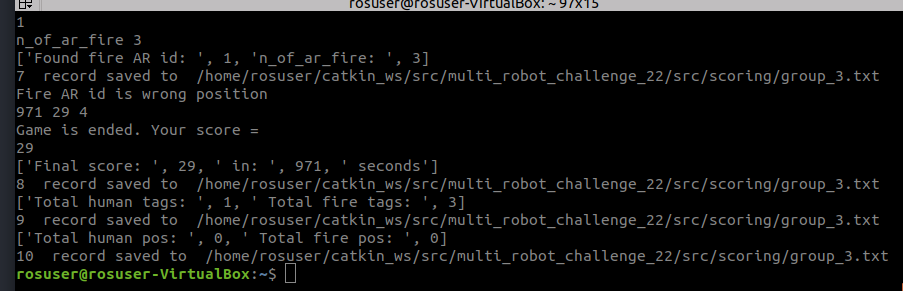 rosuser@rosuser-VirtualBox: ~ 97x15
1
n_of_ar_fire 3
['Found fire AR id: ', 1, 'n_of_ar_fire: ', 3]
7  record saved to  /home/rosuser/catkin_ws/src/multi_robot_challenge_22/src/scoring/group_3.txt
Fire AR id is wrong position
971 29 4
Game is ended. Your score =
29
['Final score: ', 29, ' in: ', 971, ' seconds']
8  record saved to  /home/rosuser/catkin_ws/src/multi_robot_challenge_22/src/scoring/group_3.txt
['Total human tags: ', 1, ' Total fire tags: ', 3]
9  record saved to  /home/rosuser/catkin_ws/src/multi_robot_challenge_22/src/scoring/group_3.txt
['Total human pos: ', 0, ' Total fire pos: ', 0]
10  record saved to  /home/rosuser/catkin_ws/src/multi_robot_challenge_22/src/scoring/group_3.txt
rosuser@rosuser-VirtualBox:~$